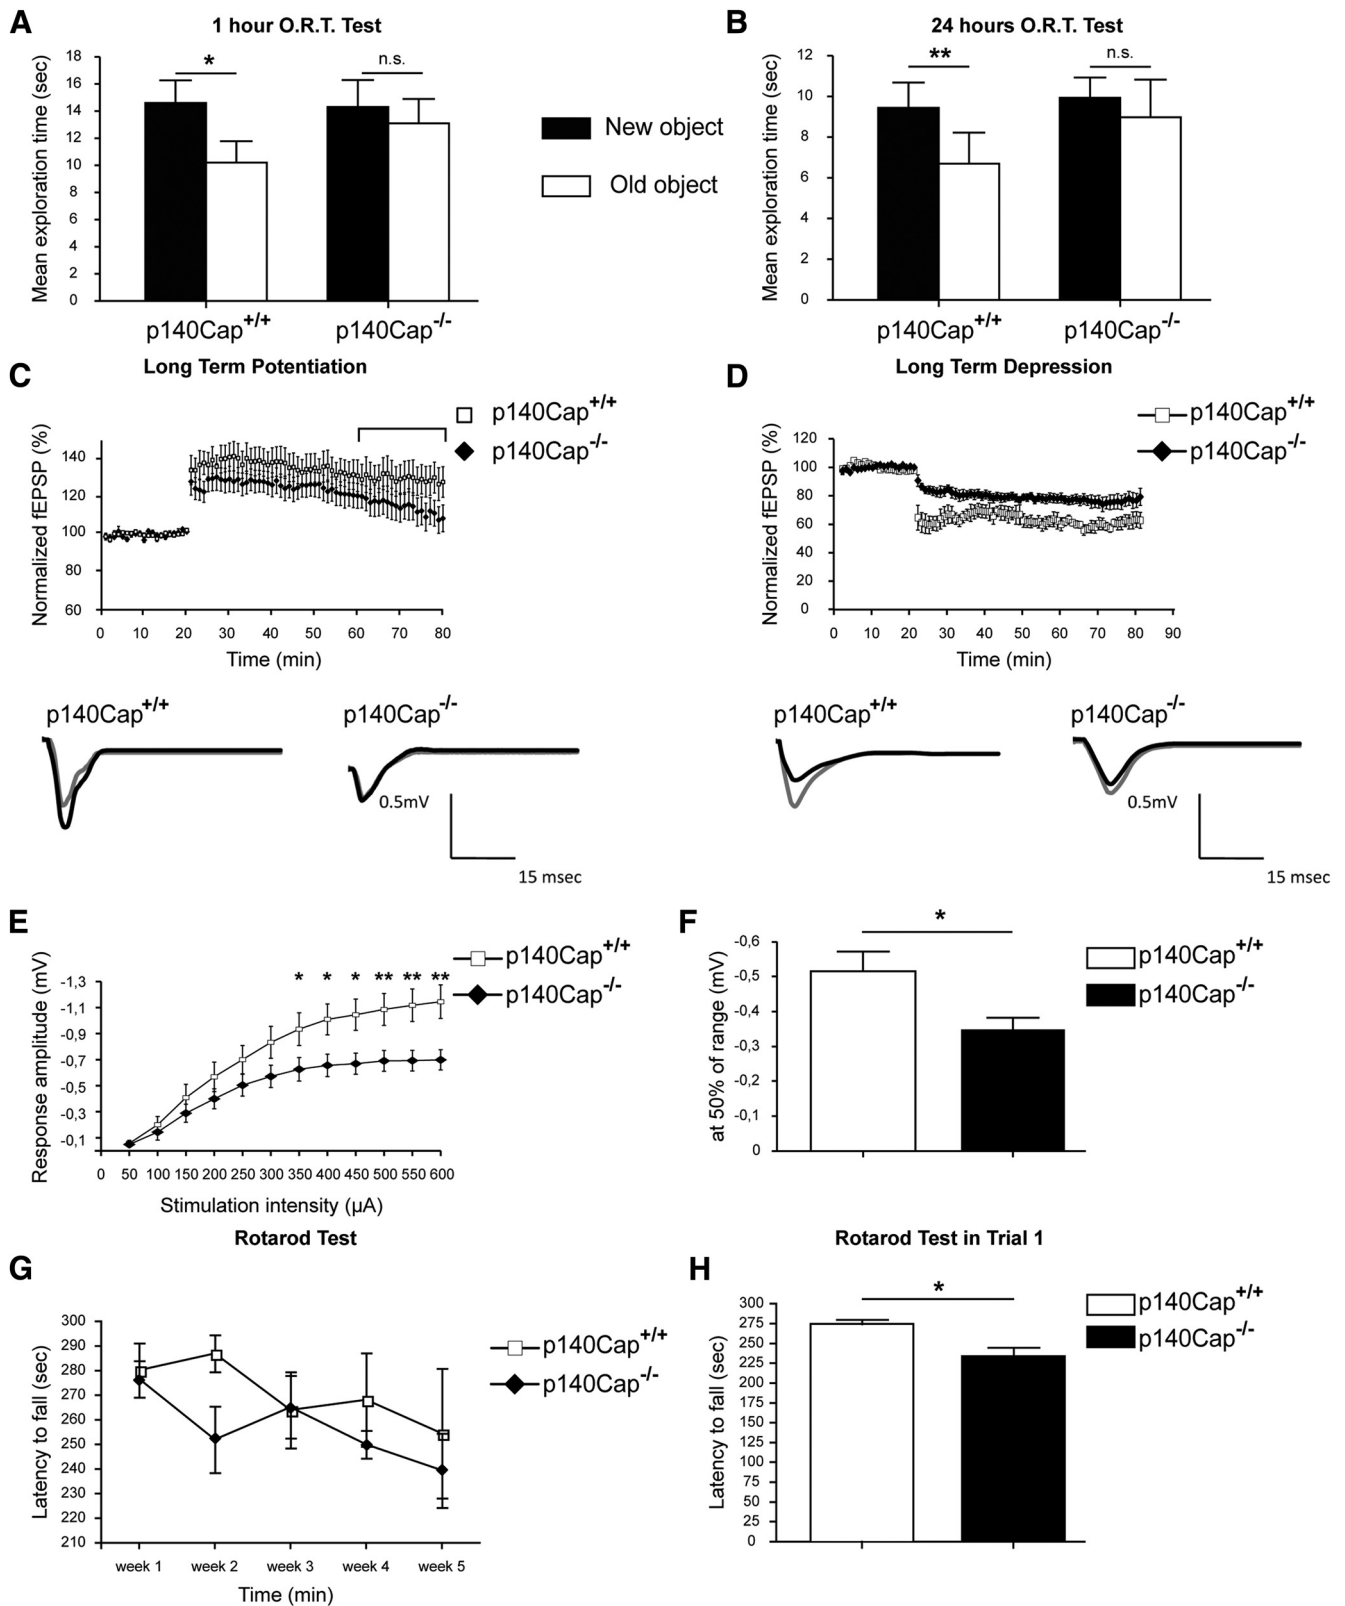 A
1 hour O.R.T. Test
Mean exploration time (sec)
18
16
14
12
10
8
6
4
2
0
*
n.s.
p140Cap+/+
p140Cap-/-
New object
Old object
B
24 hours O.R.T. Test
Mean exploration time (sec)
12
10
8
6
4
2
0
**
n.s.
p140Cap+/+
p140Cap-/-
C
Long Term Potentiation
Normalized fEPSP (%)
140
120
100
80
60
0 10 20 30 40 50 60 70 80
Time (min)
p140Cap+/+
p140Cap-/-
D
Long Term Depression
Normalized fEPSP (%)
120
100
80
60
40
20
0
0 10 20 30 40 50 60 70 80 90
Time (min)
p140Cap+/+
p140Cap-/-
p140Cap+/+
p140Cap-/-
0.5mV
15 msec
p140Cap+/+
p140Cap-/-
0.5mV
15 msec
E
Response amplitude (mV)
-1,3
-1,1
-0,9
-0,7
-0,5
-0,3
-0,1
* * * ** ** **
0 50 100 150 200 250 300 350 400 450 500 550 600
Stimulation intensity (µA)
p140Cap+/+
p140Cap-/-
F
at 50% of range (mV)
-0,6
-0,5
-0,4
-0,3
-0,2
-0,1
0
*
p140Cap+/+
p140Cap-/-
G
Rotarod Test
Latency to fall (sec)
300
290
280
270
260
250
240
230
220
210
week 1 week 2 week 3 week 4 week 5
Time (min)
p140Cap+/+
p140Cap-/-
H
Rotarod Test in Trial 1
Latency to fall (sec)
300
275
250
225
200
175
150
125
100
75
50
25
0
*
p140Cap+/+
p140Cap-/-